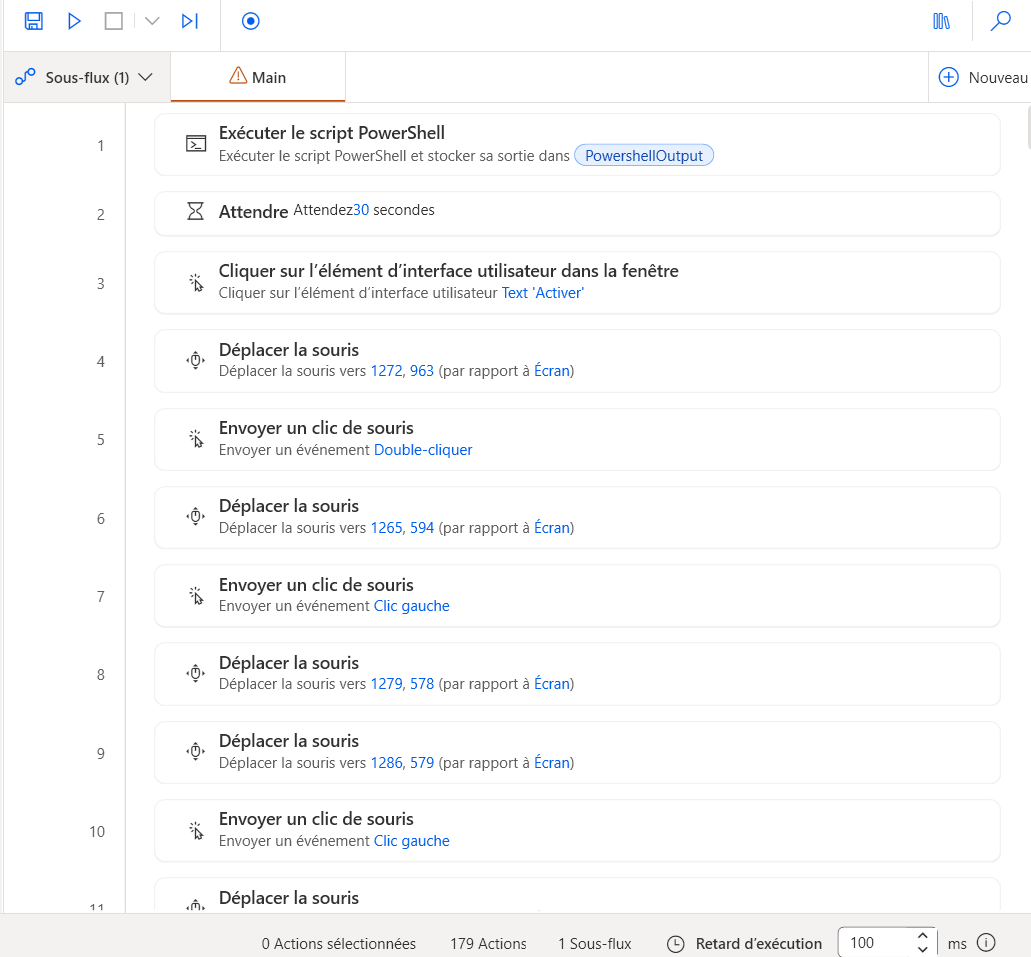 Sous-flux (1)
Main
Nouveau
1
Exécuter le script PowerShell
Exécuter le script PowerShell et stocker sa sortie dans PowershellOutput
2
Attendre Attendez30 secondes
3
Cliquer sur l’élément d’interface utilisateur dans la fenêtre
Cliquer sur l’élément d’interface utilisateur Text 'Activer'
4
Déplacer la souris
Déplacer la souris vers 1272, 963 (par rapport à Écran)
5
Envoyer un clic de souris
Envoyer un événement Double-cliquer
6
Déplacer la souris
Déplacer la souris vers 1265, 594 (par rapport à Écran)
7
Envoyer un clic de souris
Envoyer un événement Clic gauche
8
Déplacer la souris
Déplacer la souris vers 1279, 578 (par rapport à Écran)
9
Déplacer la souris
Déplacer la souris vers 1286, 579 (par rapport à Écran)
10
Envoyer un clic de souris
Envoyer un événement Clic gauche
11
Déplacer la souris
0 Actions sélectionnées 179 Actions 1 Sous-flux Retard d’exécution 100 ms